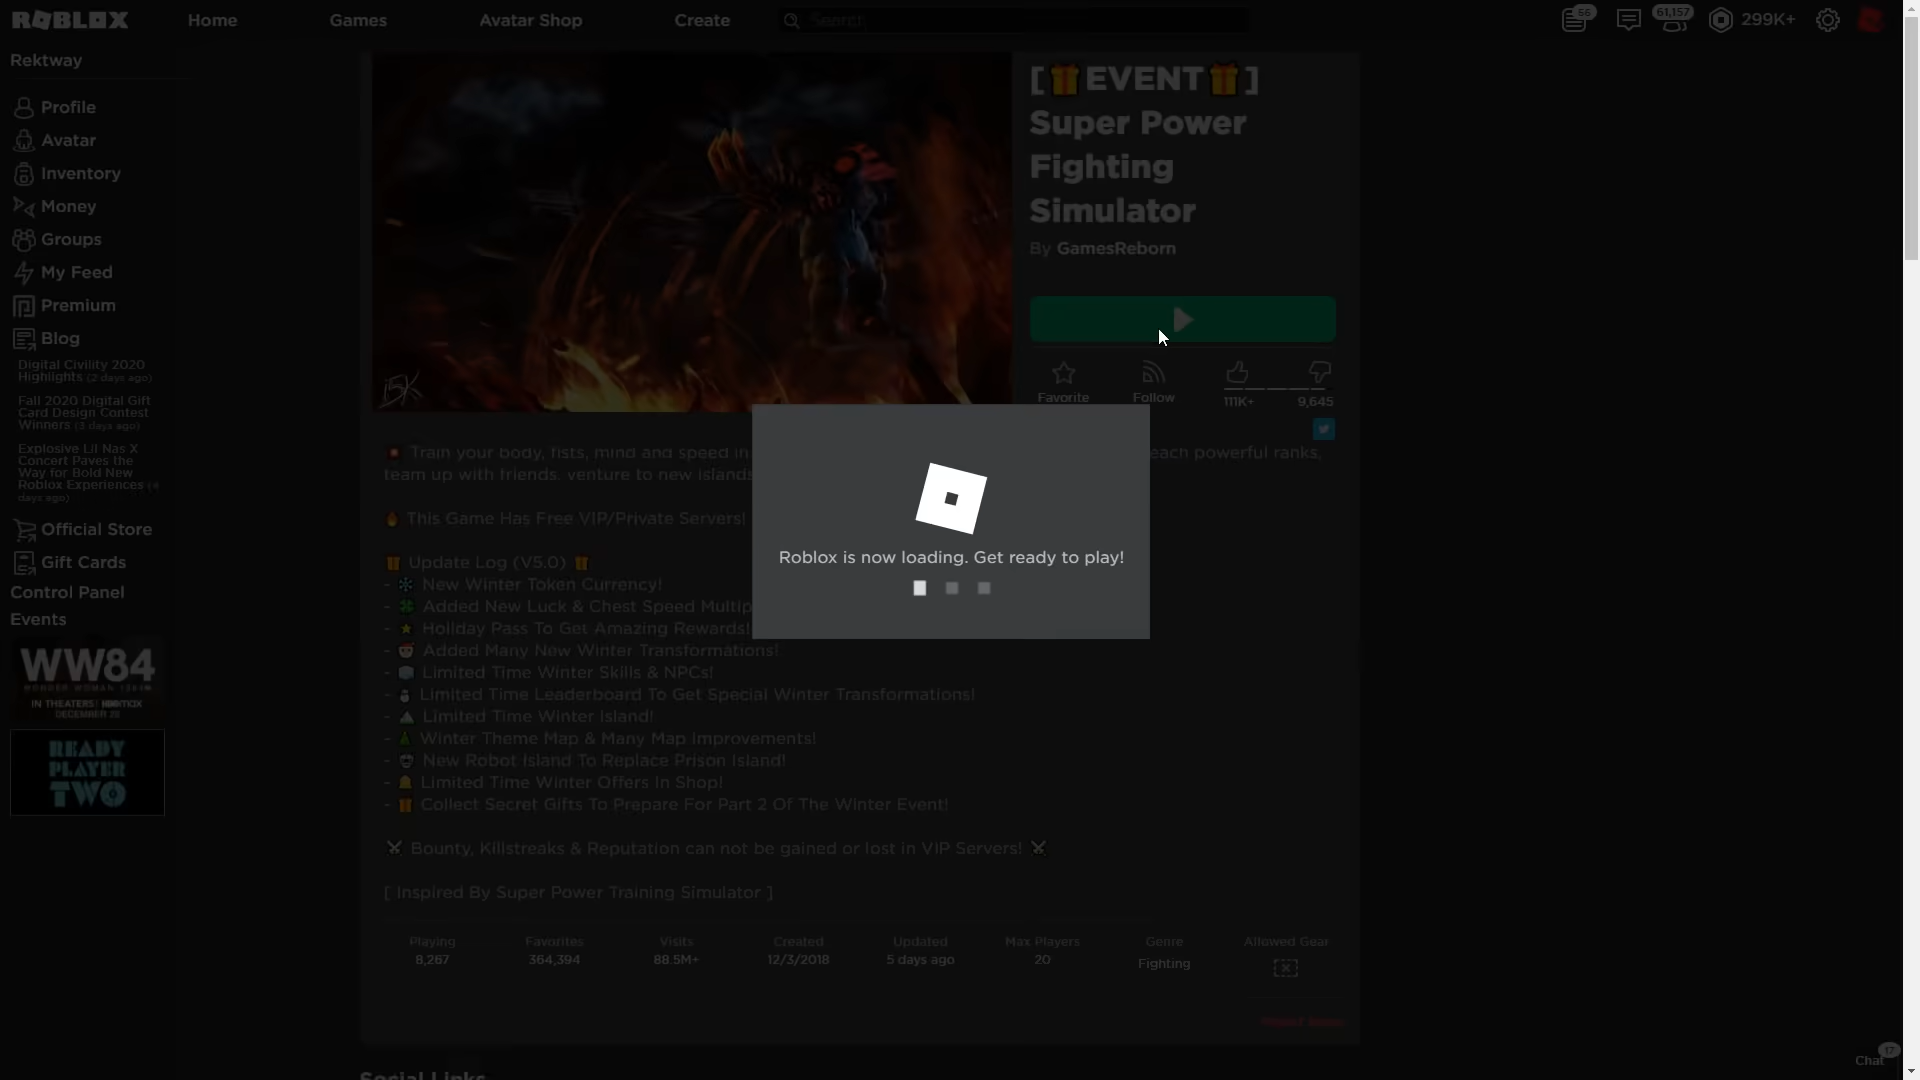 ROBLOX
Home
Games
Avatar Shop
Create
Search
56
61,157
299K+
Rektway
Profile
Avatar
Inventory
Money
Groups
My Feed
Premium
Blog
Digital Civility 2020
Highlights (2 days ago)
Fall 2020 Digital Gift
Card Design Contest
Winners (3 days ago)
Explosive Lil Nas X
Concert Paves the
Way for Bold New
Roblox Experiences
days ago)
Official Store
Gift Cards
Control Panel
Events
WW84
WONDER WOMAN 1984
IN THEATERS/ HBOMAX
DECEMBER 25
READY
PLAYER
TWO
[🎁EVENT🎁]
Super Power
Fighting
Simulator
By GamesReborn
Favorite
Follow
111K+
9,645
Train your body, fists, mind and speed in
each powerful ranks,
team up with friends. venture to new islands
🔥 This Game Has Free VIP/Private Servers!
🎁 Update Log (V5.0) 🎁
- ❄️ New Winter Token Currency!
- 🍀 Added New Luck & Chest Speed
- ⭐ Holiday Pass To Get Amazing Rewards!
- 🎅 Added Many New Winter Transformations!
- 🧊 Limited Time Winter Skills & NPCs!
- ⛄ Limited Time Leaderboard To Get Special Winter Transformations!
- 🏔️ Limited Time Winter Island!
- 🎄 Winter Theme Map & Many Map Improvements!
- 🤖 New Robot Island To Replace Prison Island!
- 🔔 Limited Time Winter Offers In Shop!
- 🎁 Collect Secret Gifts To Prepare For Part 2 Of The Winter Event!
⚔️ Bounty, Killstreaks & Reputation can not be gained or lost in VIP Servers! ⚔️
[ Inspired By Super Power Training Simulator ]
Roblox is now loading. Get ready to play!
Playing
8,267
Favorites
364,394
Visits
88.5M+
Created
12/3/2018
Updated
5 days ago
Max Players
20
Genre
Fighting
Allowed Gear
Social Links
Chat
17